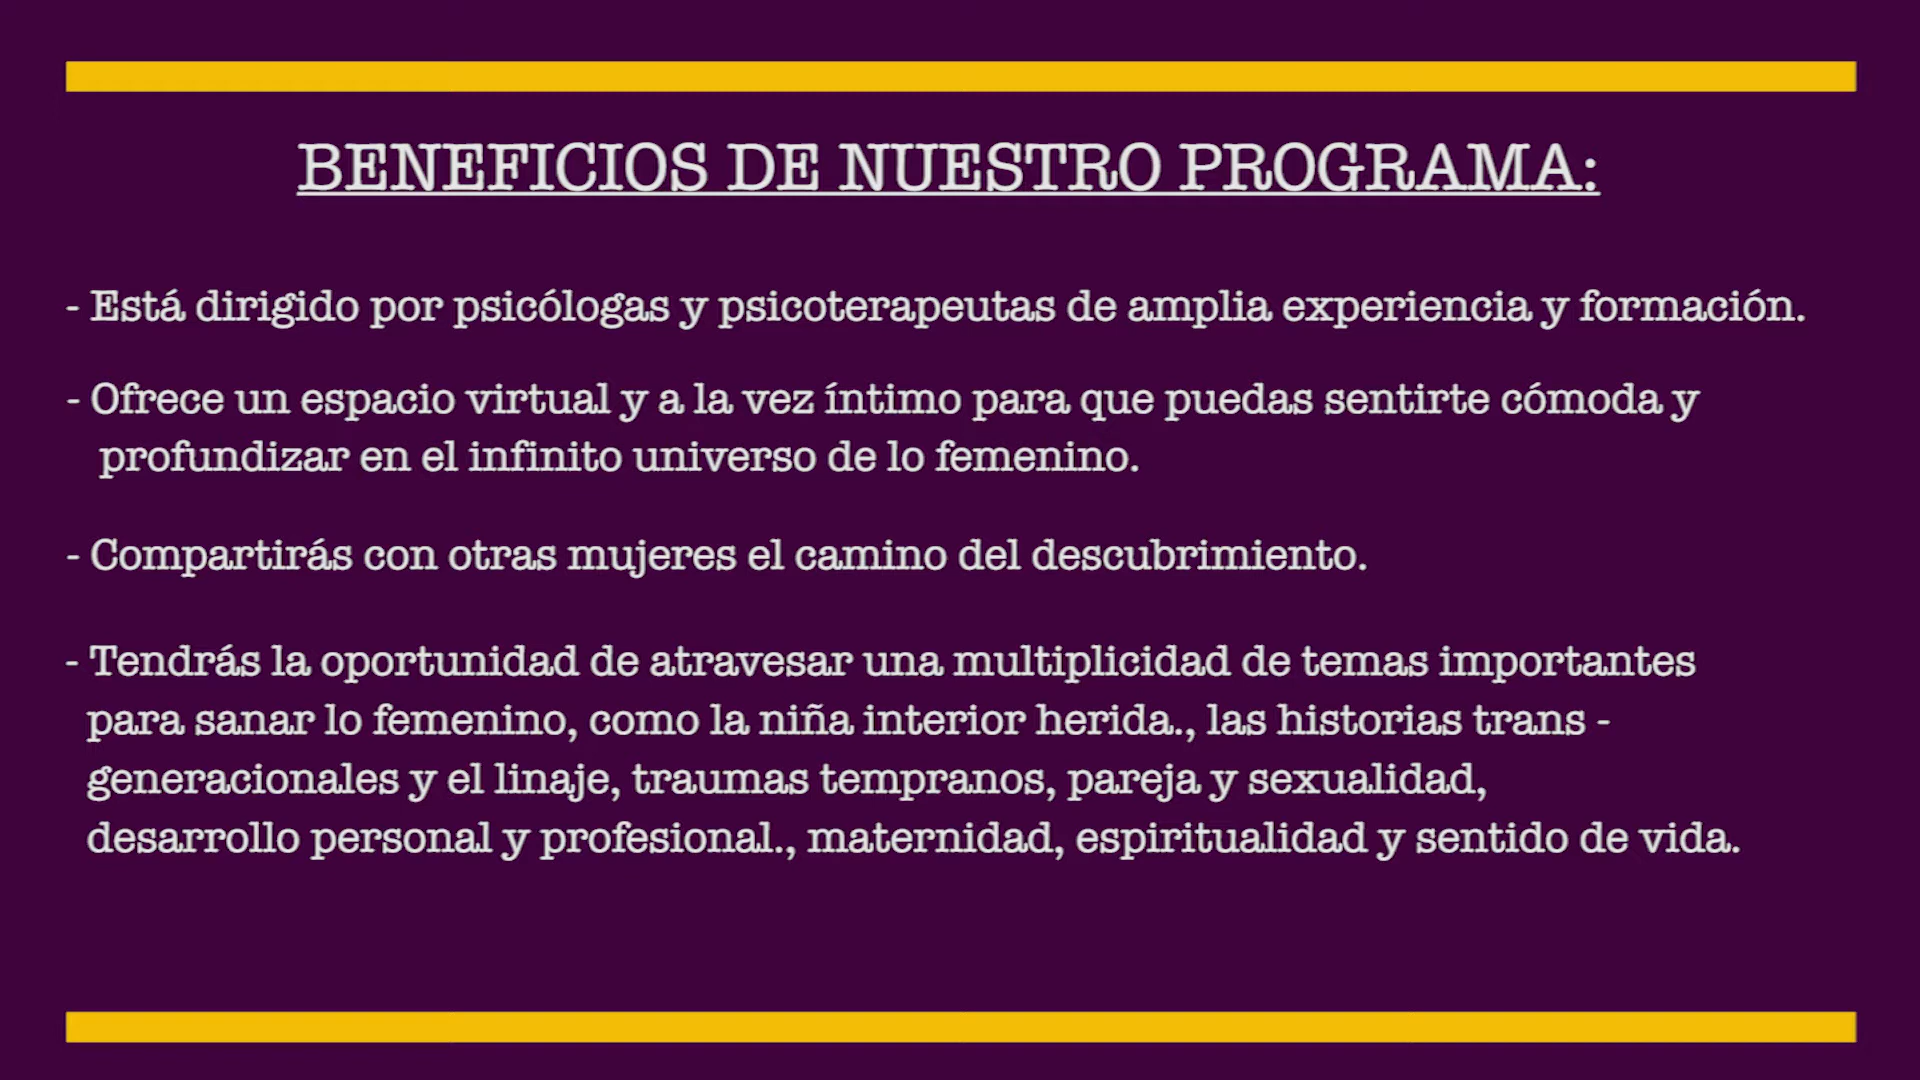 BENEFICIOS DE NUESTRO PROGRAMA:
- Está dirigido por psicólogas y psicoterapeutas de amplia experiencia y formación.
- Ofrece un espacio virtual y a la vez íntimo para que puedas sentirte cómoda y
profundizar en el infinito universo de lo femenino.
- Compartirás con otras mujeres el camino del descubrimiento.
- Tendrás la oportunidad de atravesar una multiplicidad de temas importantes
para sanar lo femenino, como la niña interior herida., las historias trans -
generacionales y el linaje, traumas tempranos, pareja y sexualidad,
desarrollo personal y profesional., maternidad, espiritualidad y sentido de vida.